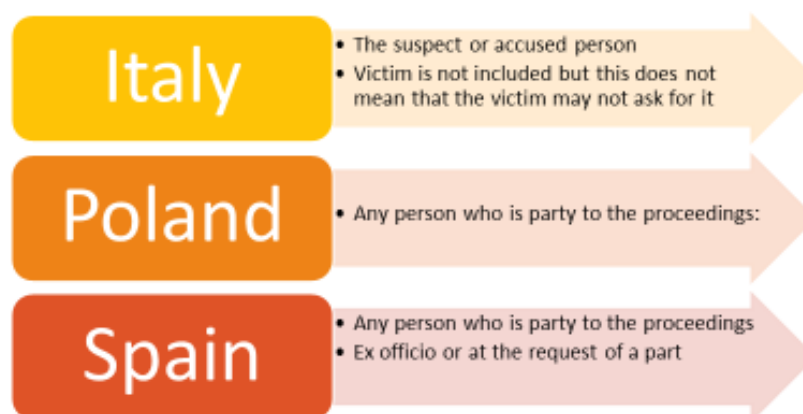 Italy
• The suspect or accused person
• Victim is not included but this does not
mean that the victim may not ask for it
Poland
• Any person who is party to the proceedings:
Spain
• Any person who is party to the proceedings
• Ex officio or at the request of a part